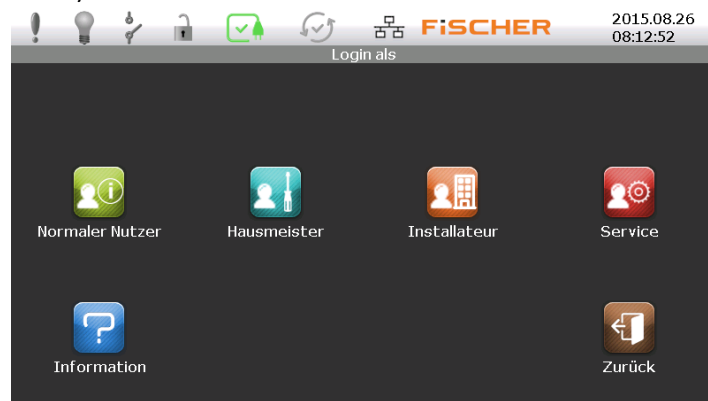 FiSCHER
2015.08.26
08:12:52
Login als
Normaler Nutzer
Hausmeister
Installateur
Service
Information
Zurück